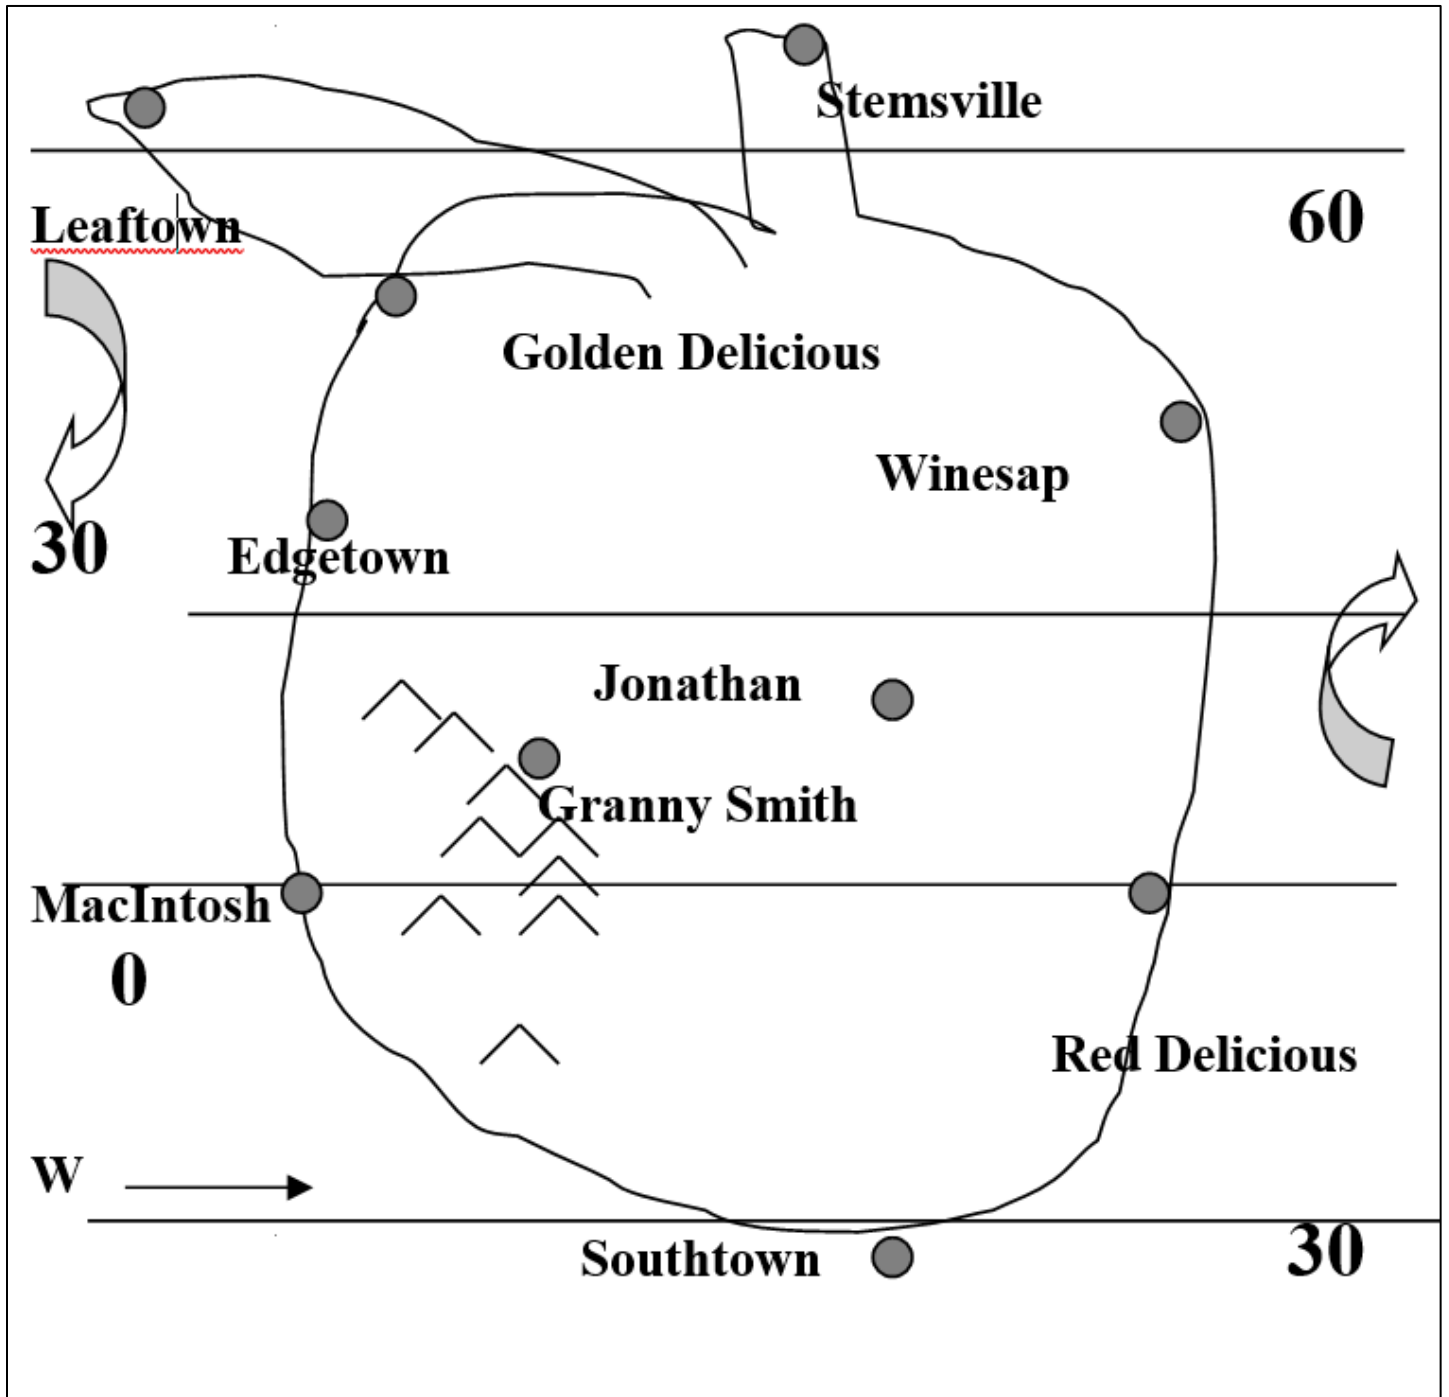 Stemsville
60
Leaftown
Golden Delicious
Winesap
30
Edgetown
Jonathan
Granny Smith
MacIntosh
0
Red Delicious
W
30
Southtown